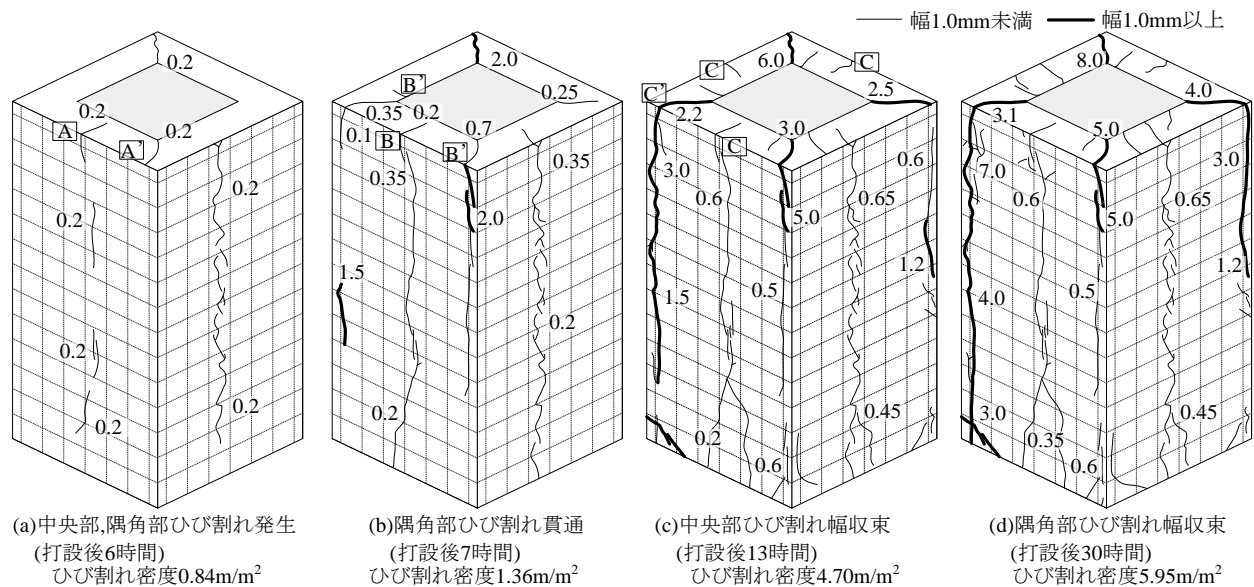 幅1.0mm未満 幅1.0mm以上
0.2
0.2
A
0.2
A'
0.2
0.2
0.2
0.2
0.2
2.0
B'
0.25
0.35
0.2
0.1
B
0.7
B'
0.35
0.35
2.0
1.5
0.2
0.2
6.0
C
C
C'
2.5
2.2
3.0
C
3.0
0.6
0.65
0.6
5.0
1.2
1.5
0.5
0.45
0.2
0.6
8.0
4.0
3.1
5.0
7.0
3.0
0.6
0.65
5.0
1.2
4.0
0.5
3.0
0.45
0.35
0.6
(a)中央部,隅角部ひび割れ発生
(打設後6時間)
ひび割れ密度0.84m/m²
(b)隅角部ひび割れ貫通
(打設後7時間)
ひび割れ密度1.36m/m²
(c)中央部ひび割れ幅収束
(打設後13時間)
ひび割れ密度4.70m/m²
(d)隅角部ひび割れ幅収束
(打設後30時間)
ひび割れ密度5.95m/m²